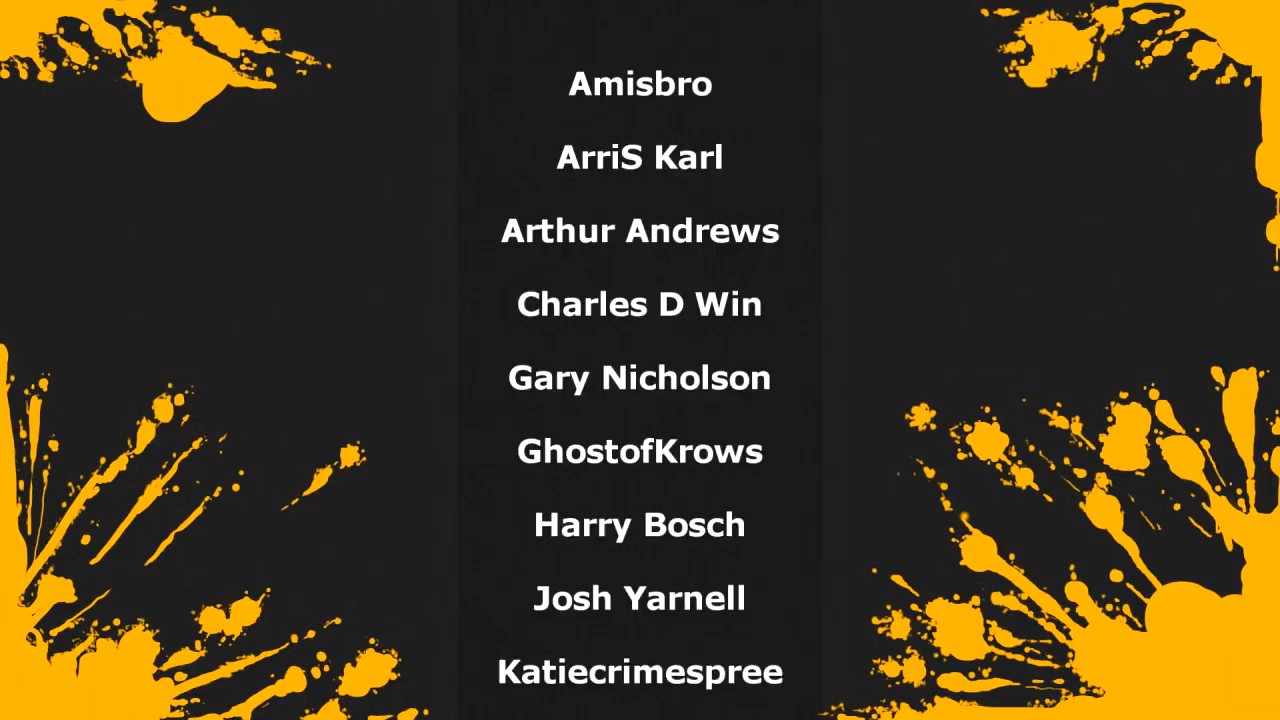 Amisbro
ArriS Karl
Arthur Andrews
Charles D Win
Gary Nicholson
GhostofKrows
Harry Bosch
Josh Yarnell
Katiecrimespree